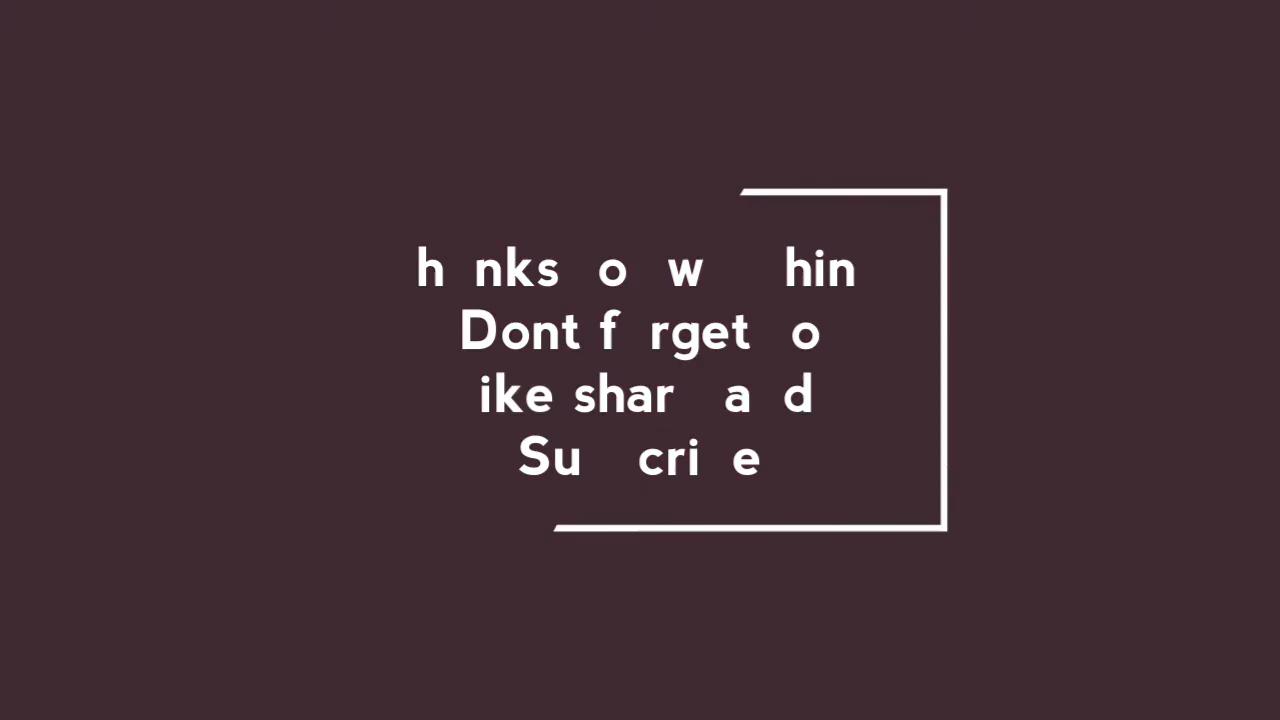 h nks o w hin
Dont f rget o
ike shar a d
Su cri e